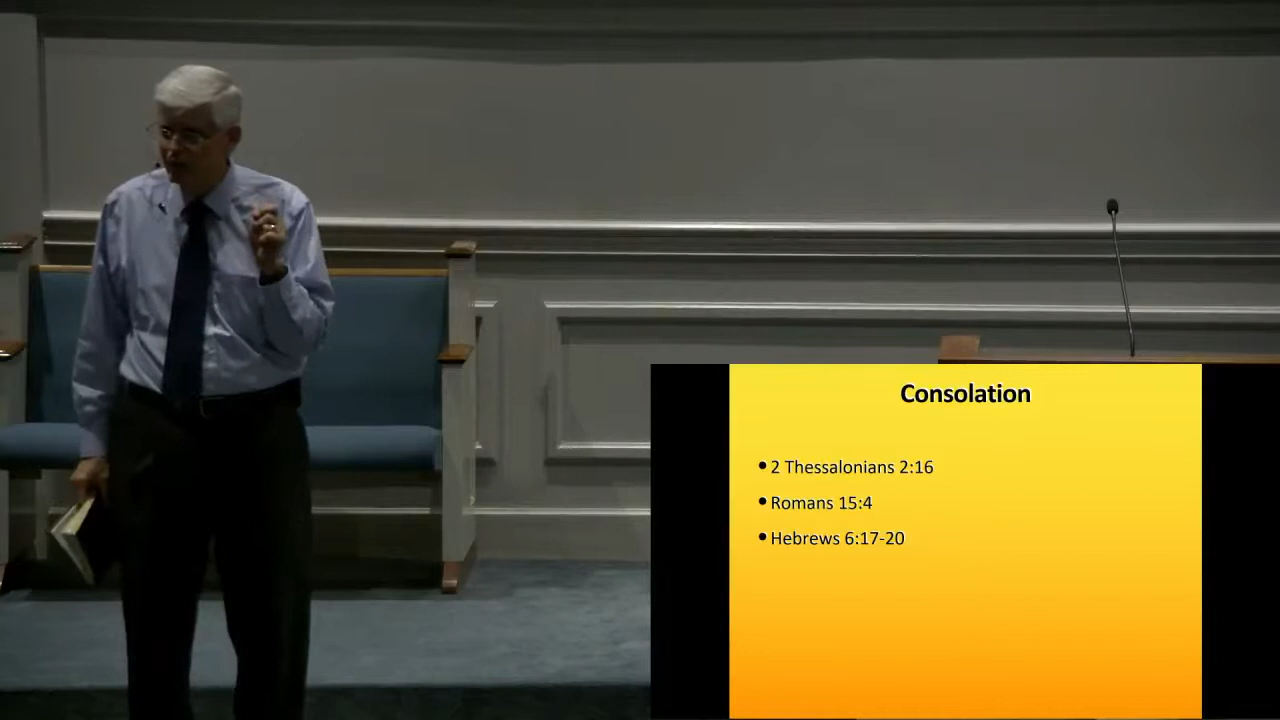 Consolation
• 2 Thessalonians 2:16
• Romans 15:4
• Hebrews 6:17-20